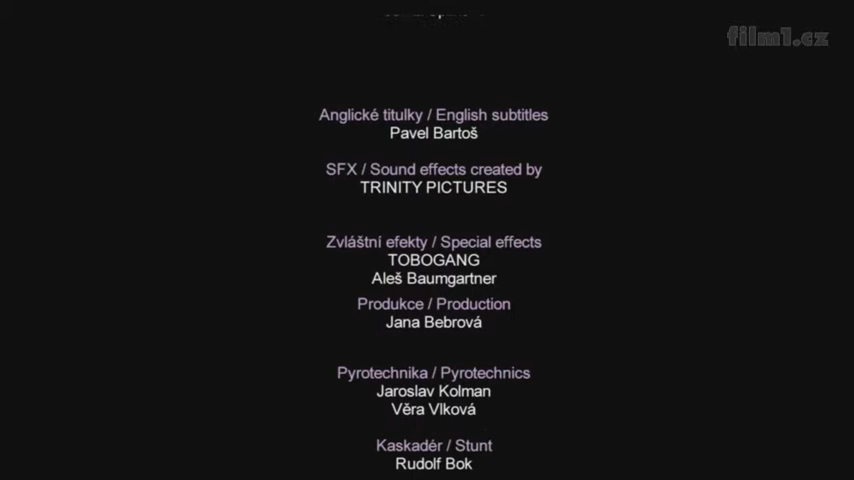 film1.cz
Anglické titulky / English subtitles
Pavel Bartoš
SFX / Sound effects created by
TRINITY PICTURES
Zvláštní efekty / Special effects
TOBOGANG
Aleš Baumgartner
Produkce / Production
Jana Bebrová
Pyrotechnika / Pyrotechnics
Jaroslav Kolman
Věra Vlková
Kaskadér / Stunt
Rudolf Bok